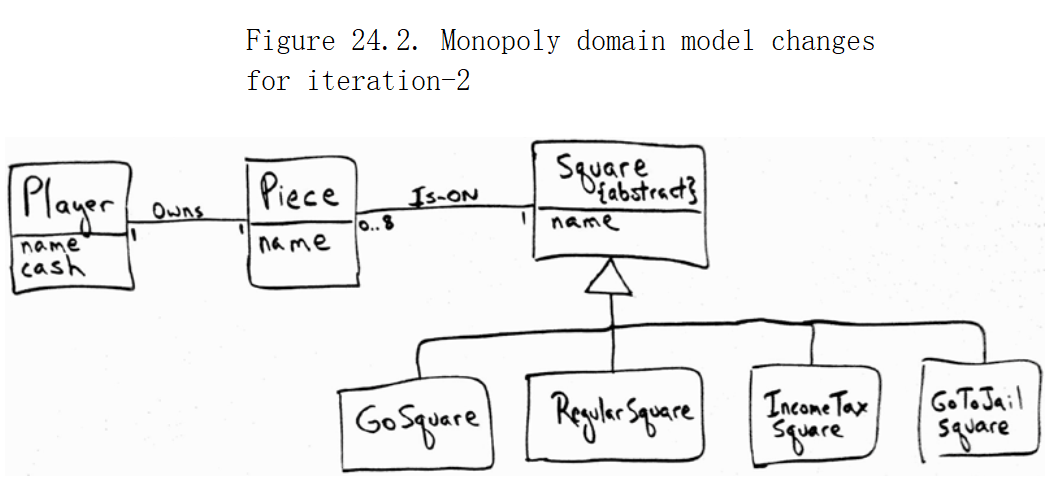 Figure 24.2. Monopoly domain model changes
for iteration-2
Player
name
cash
Owns
1
1
Piece
name
Is-on
0..8
1
Square
{abstract}
name
GoSquare
RegularSquare
IncomeTax
Square
GoToJail
Square